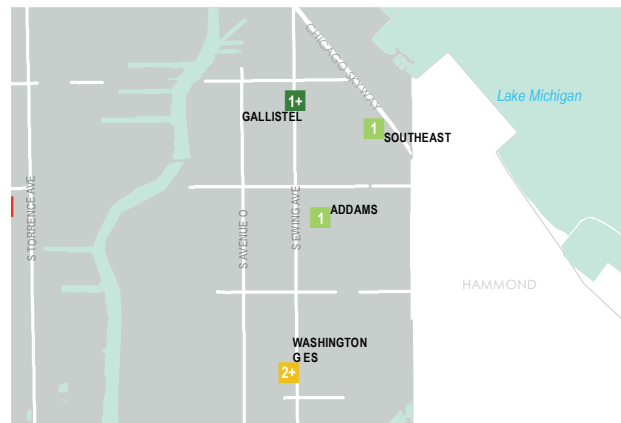 CHICAGO SKYWAY
Lake Michigan
1+
GALLISTEL
1
SOUTHEAST
S TORRENCE AVE
S AVENUE O
S EWING AVE
1
ADDAMS
HAMMOND
WASHINGTON
G ES
2+